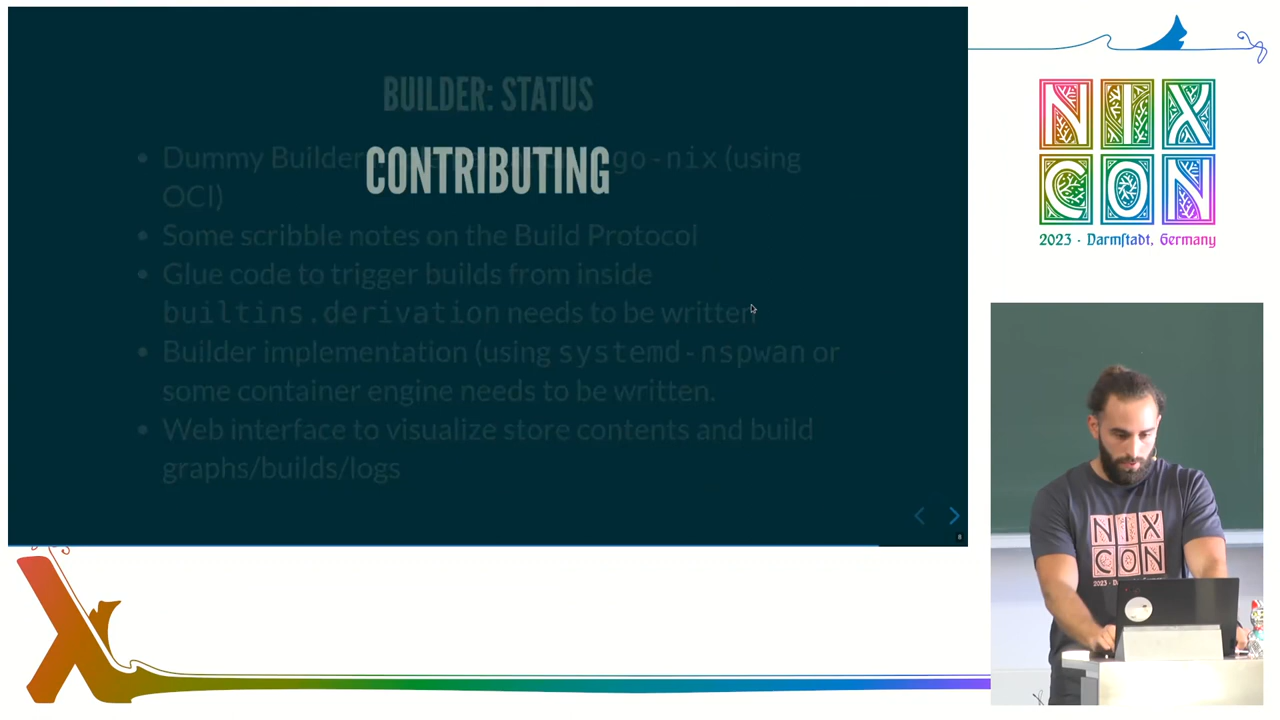 BUILDER: STATUS
CONTRIBUTING
Dummy Builder go-nix (using
OCI)
Some scribble notes on the Build Protocol
Glue code to trigger builds from inside
builtins.derivation needs to be written
Builder implementation (using systemd-nspwan or
some container engine needs to be written.
Web interface to visualize store contents and build
graphs/builds/logs
8
NIX
CON
2023 · Darmſtadt, Germany
NIX
CON